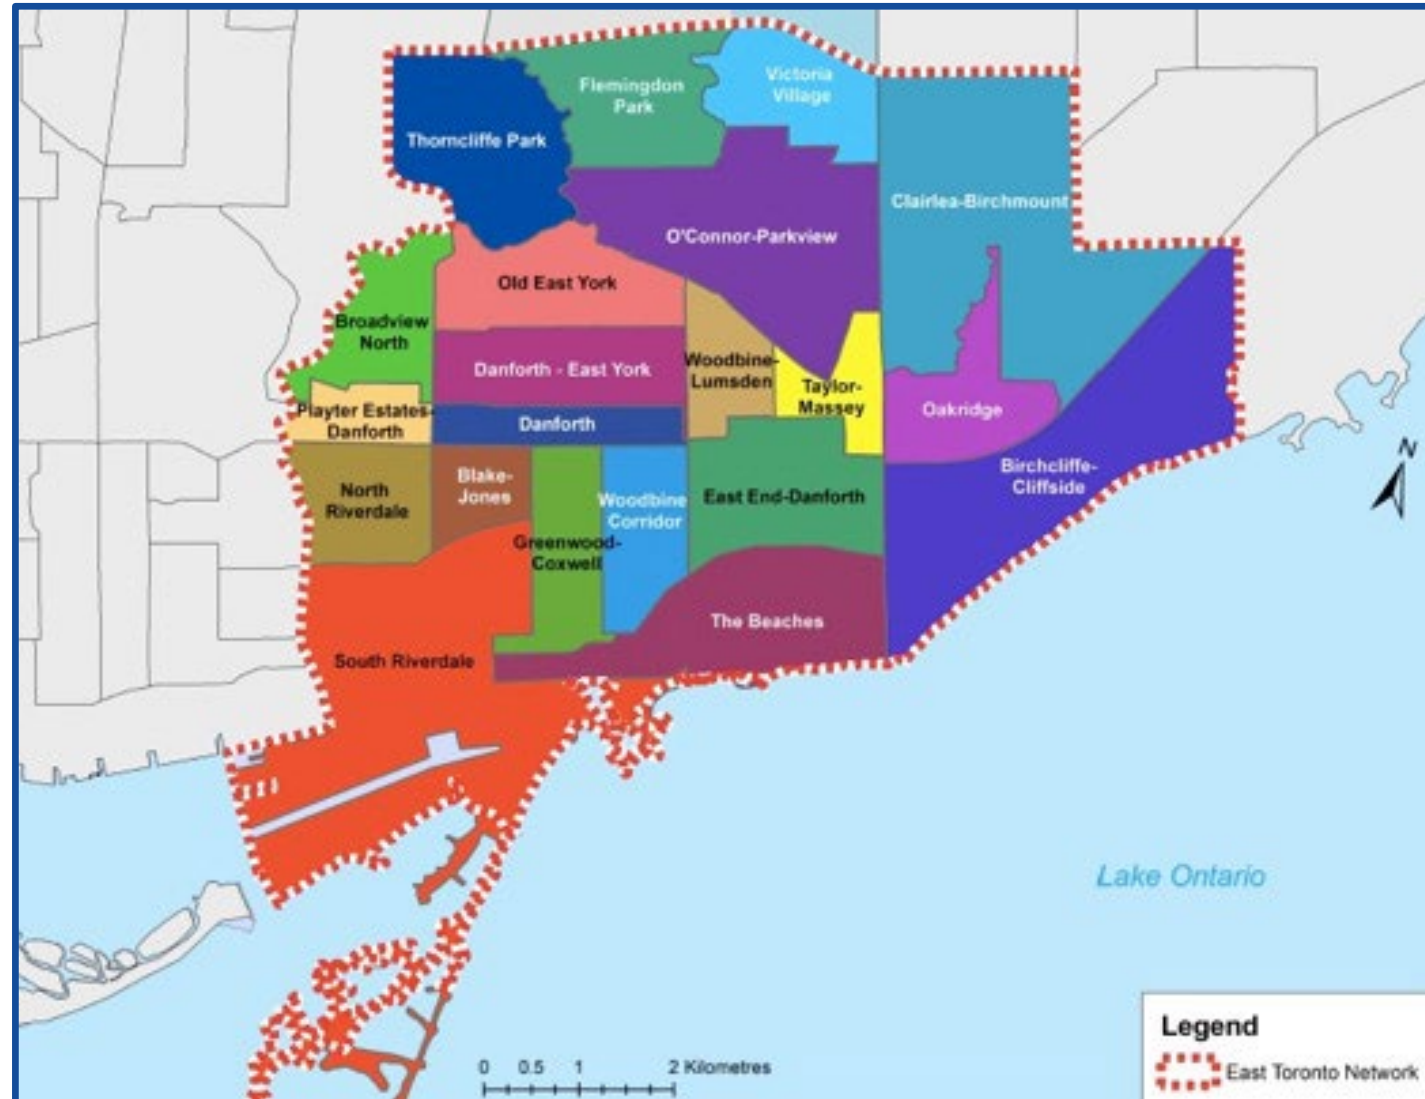 Flemingdon
Park
Victoria
Village
Thorncliffe Park
Clairlea-Birchmount
O'Connor-Parkview
Old East York
Broadview
North
Danforth - East York
Woodbine-
Lumsden
Taylor-
Massey
Oakridge
Playter Estates-
Danforth
Danforth
North
Riverdale
Blake-
Jones
Greenwood-
Coxwell
Woodbine
Corridor
East End-Danforth
Birchcliffe-
Cliffside
The Beaches
South Riverdale
N
Lake Ontario
0 0.5 1 2 Kilometres
Legend
East Toronto Network